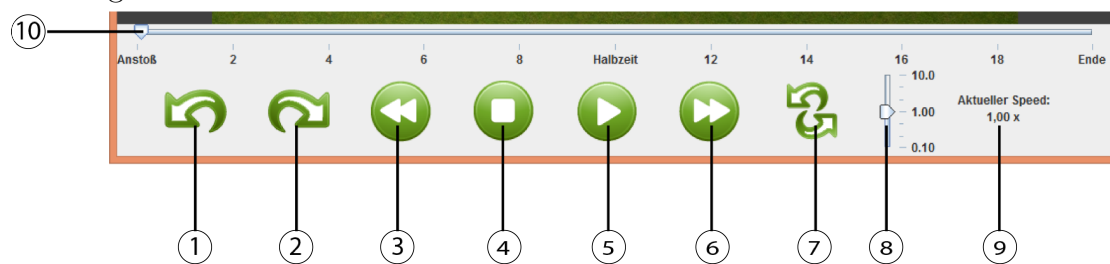 10
Anstoß 2 4 6 8 Halbzeit 12 14 16 18 Ende
10.0
1.00
0.10
Aktueller Speed:
1,00 x
1 2 3 4 5 6 7 8 9